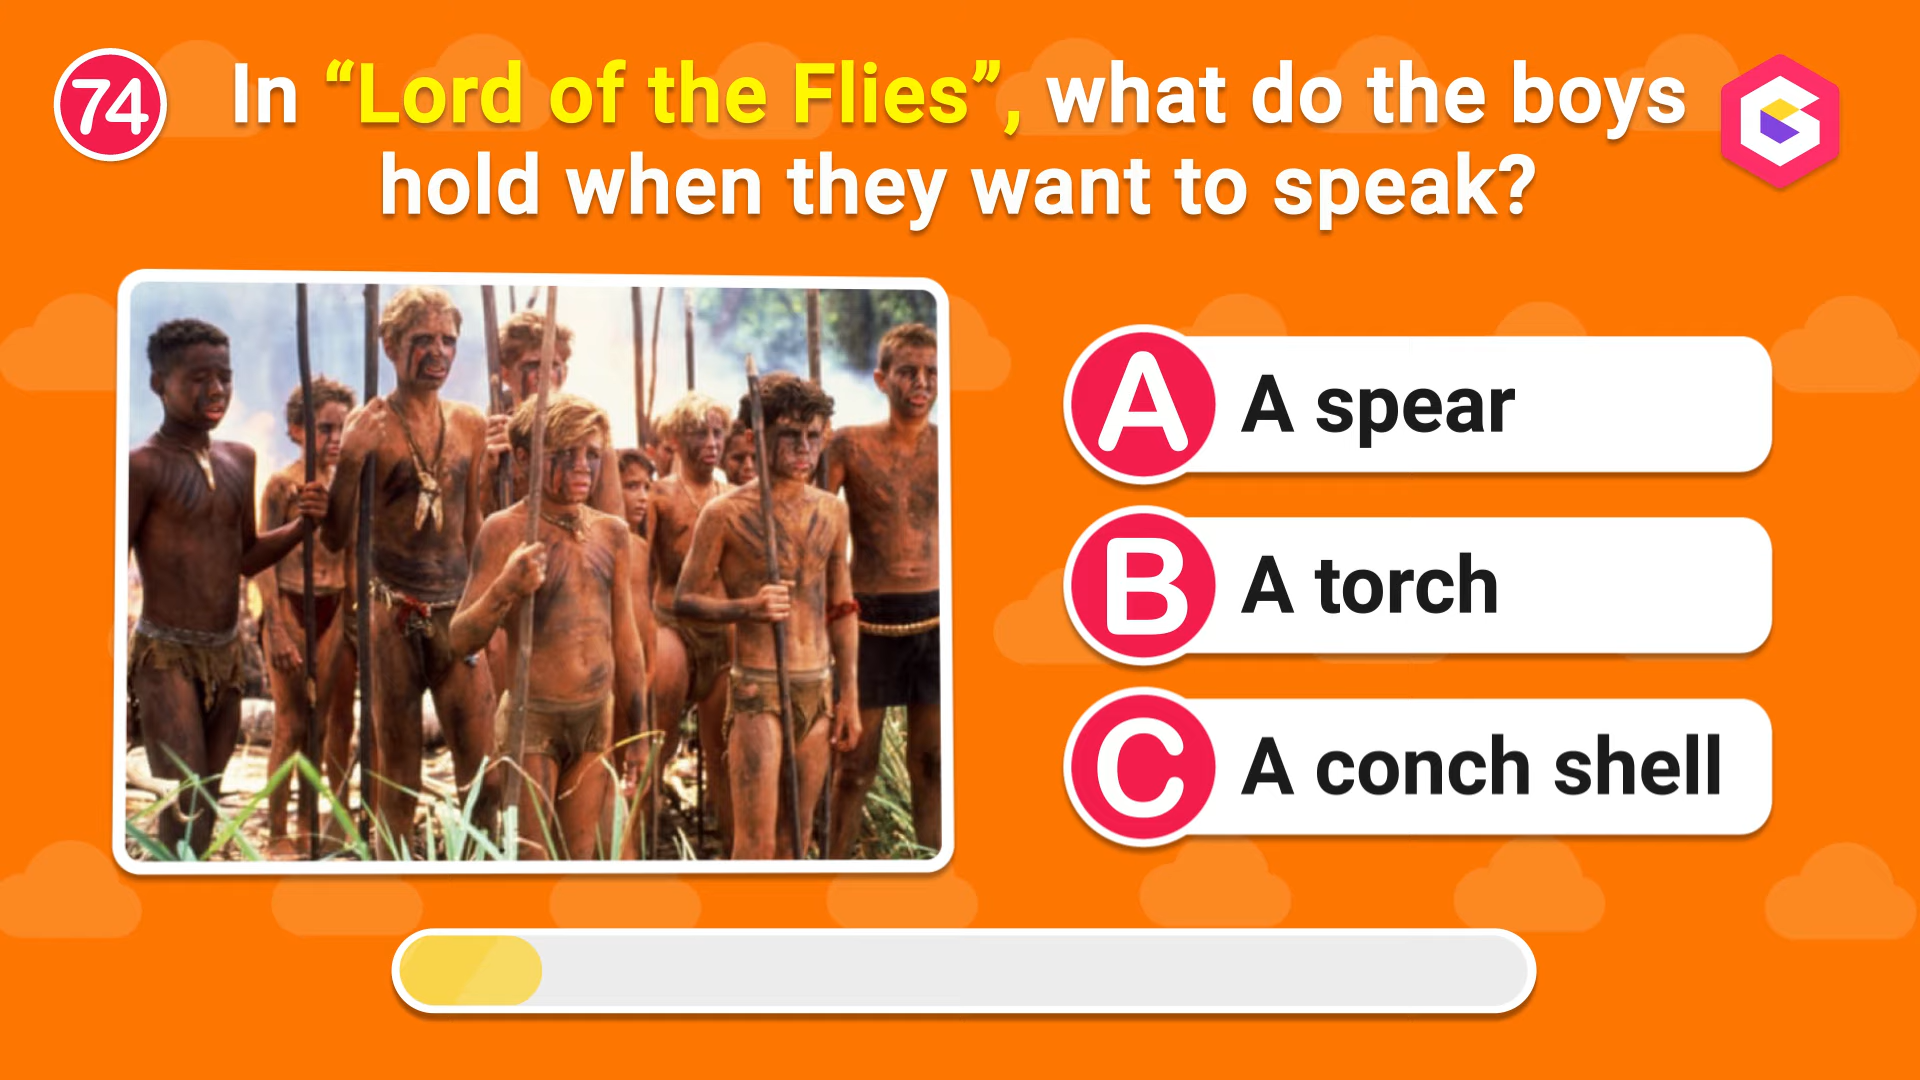 74
In “Lord of the Flies”, what do the boys
hold when they want to speak?
A A spear
B A torch
C A conch shell